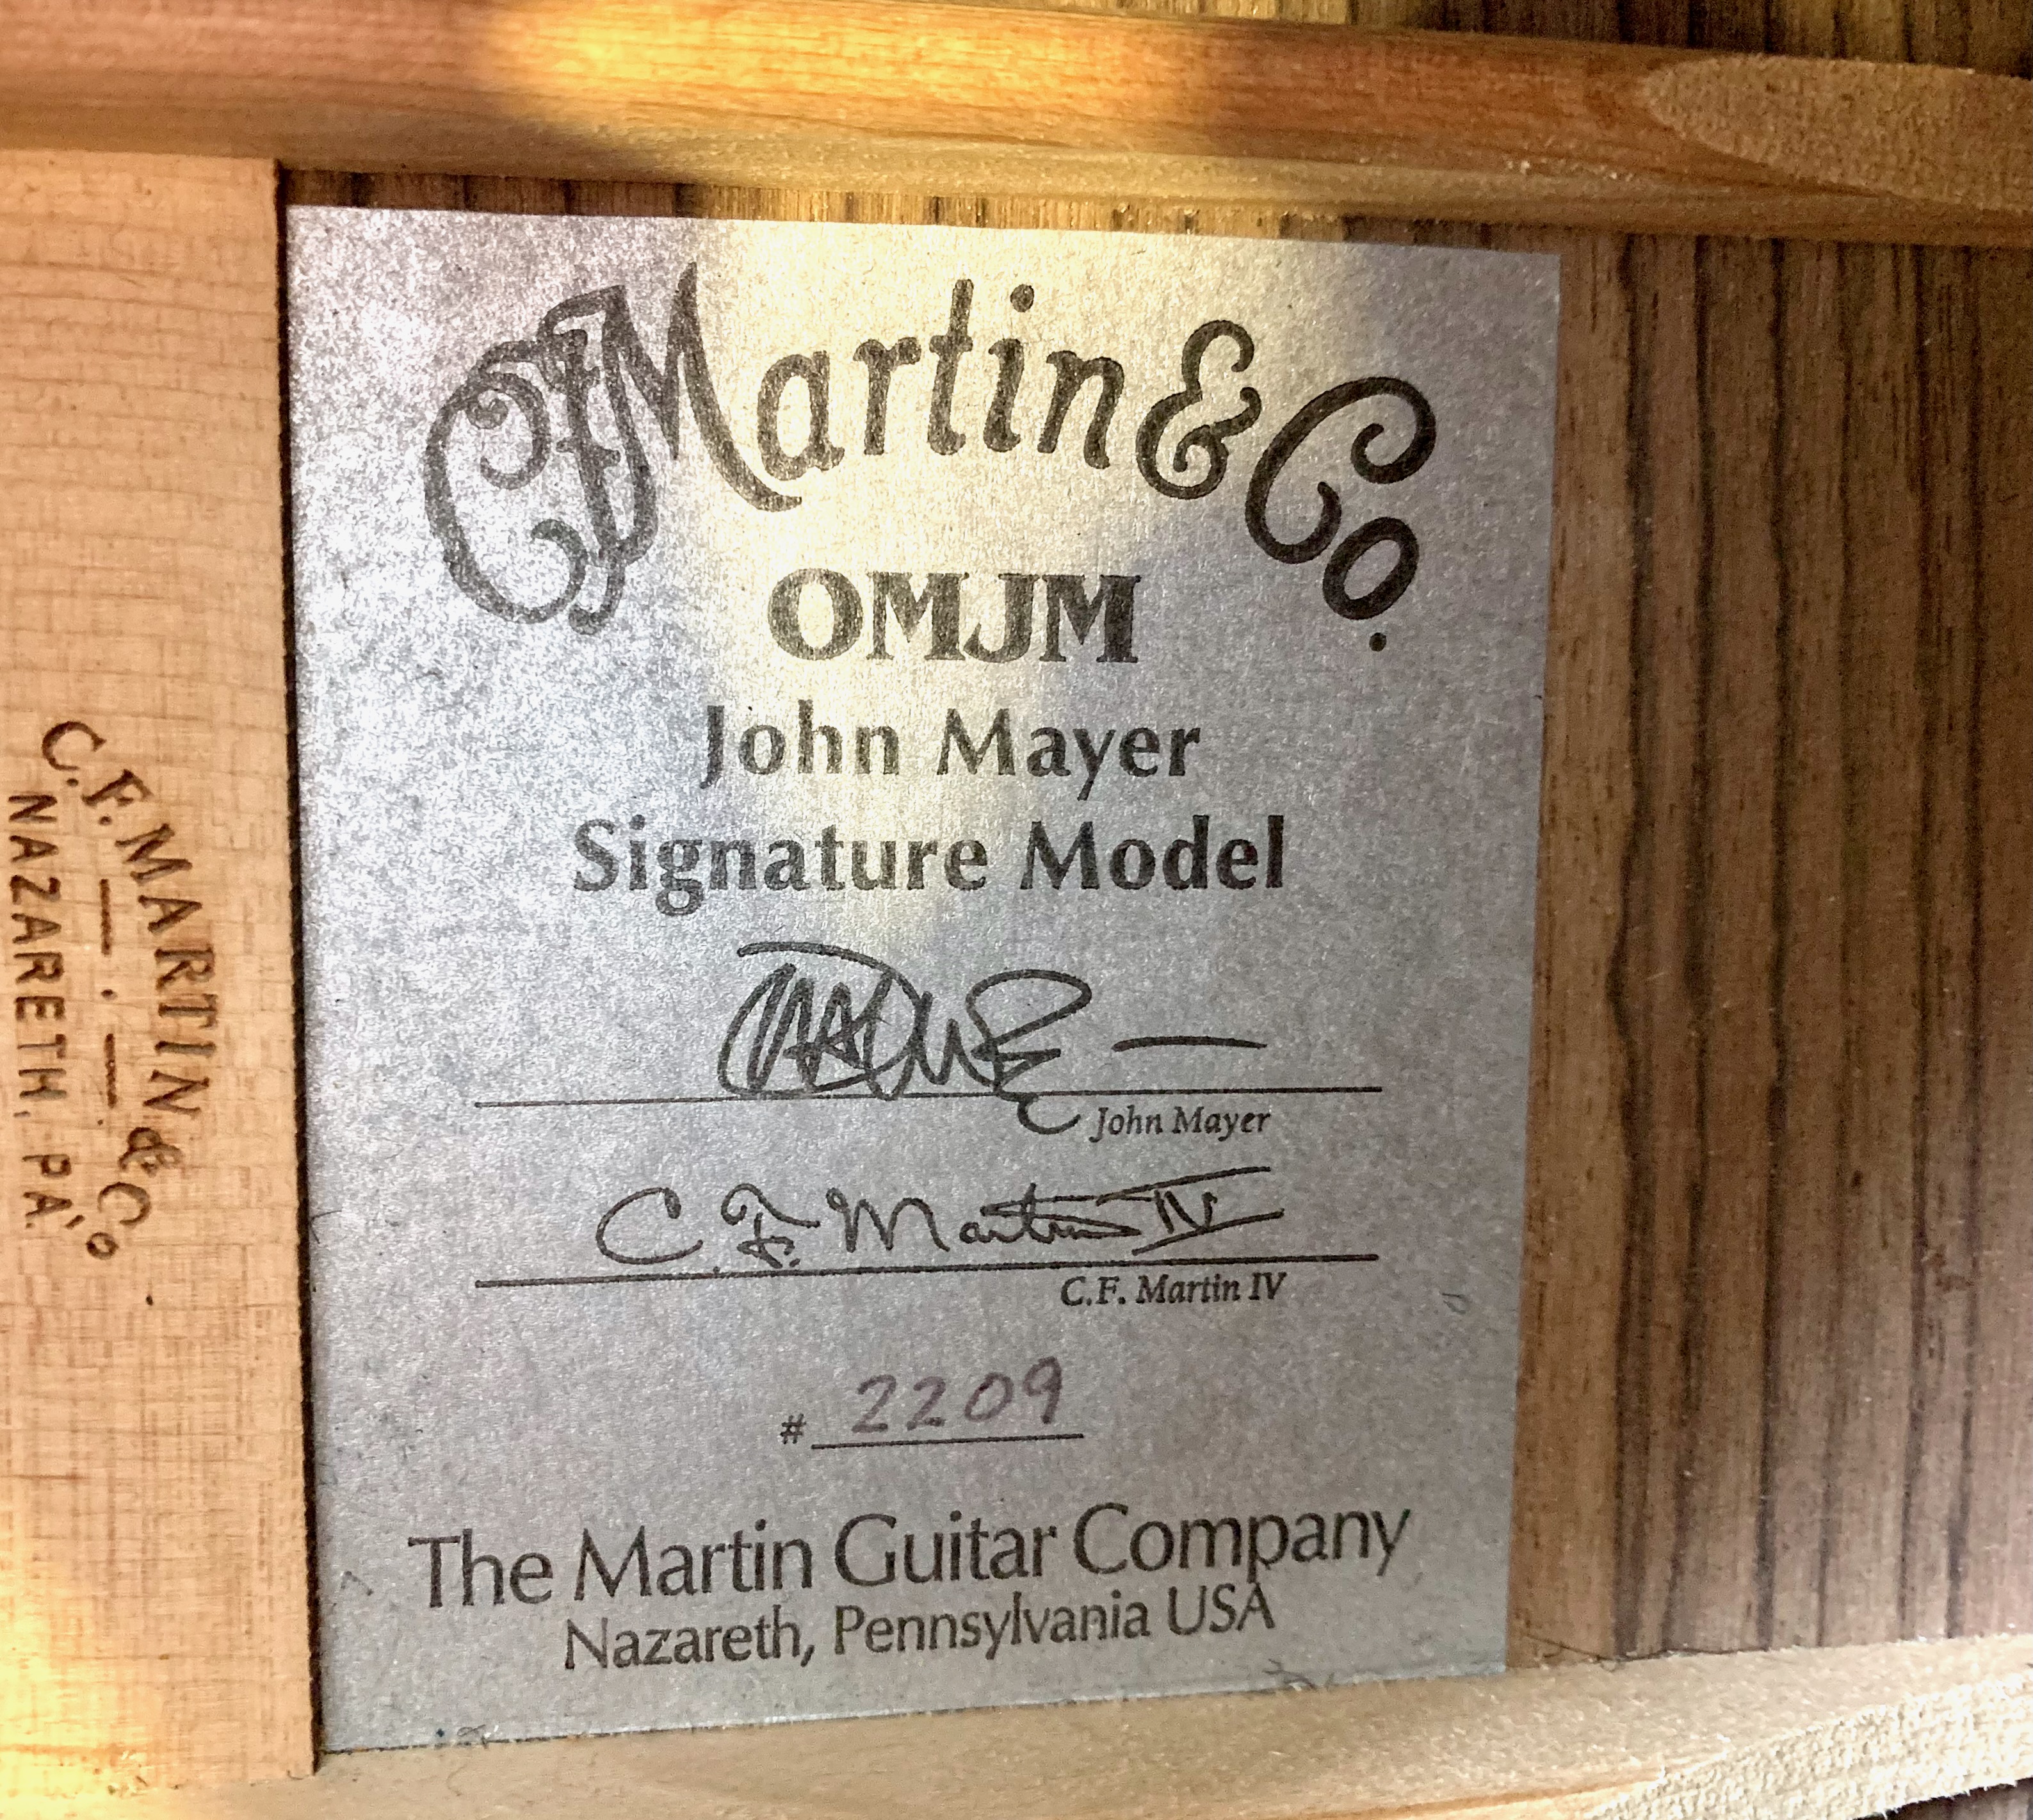 CF Martin & Co.
OMJM
John Mayer
Signature Model
John Mayer
C. F. Martin IV
C.F. Martin IV
# 2209
The Martin Guitar Company
Nazareth, Pennsylvania USA
C. F. MARTIN & Co.
NAZARETH, PA.